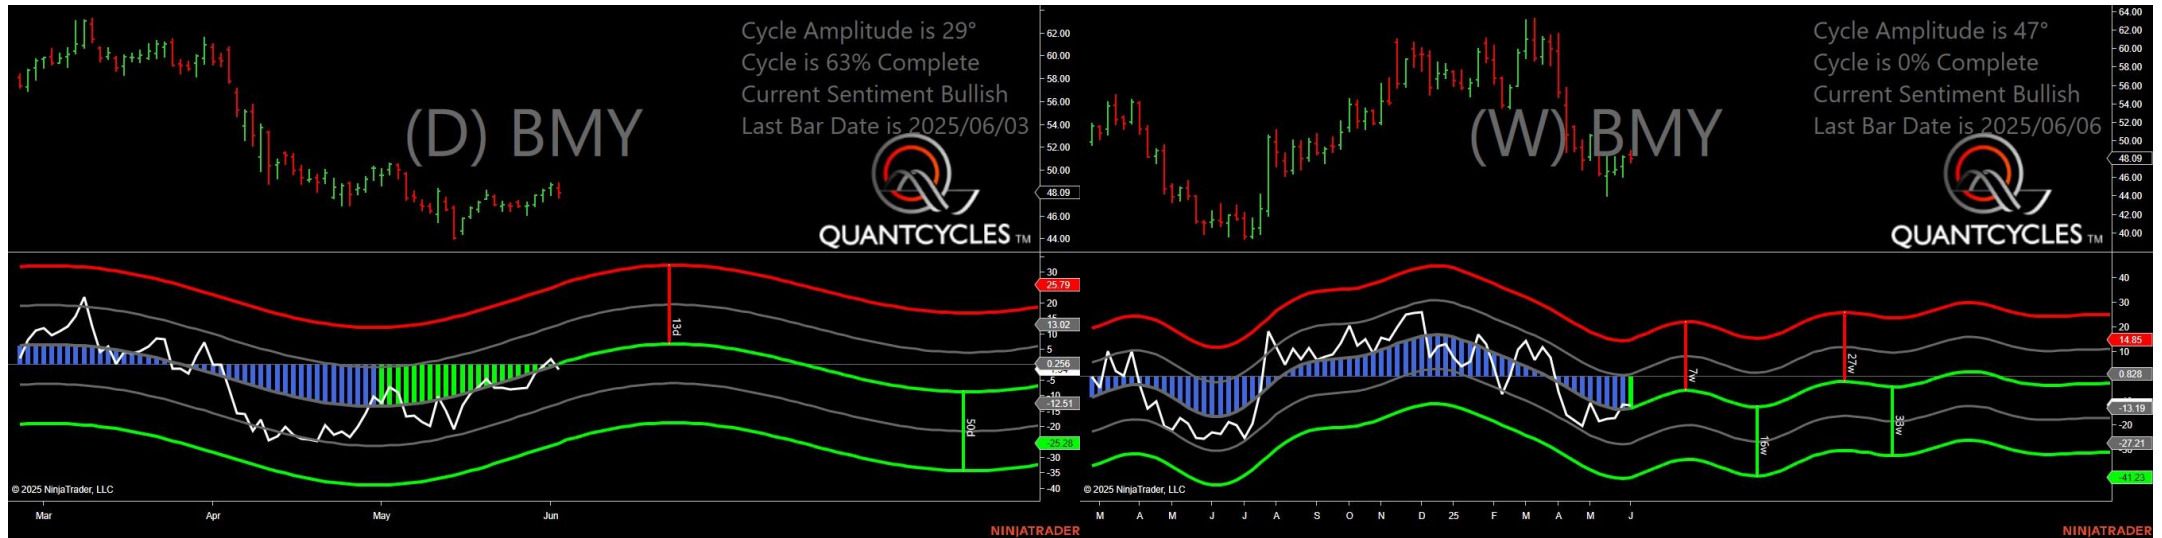 Cycle Amplitude is 29°
Cycle is 63% Complete
Current Sentiment Bullish
Last Bar Date is 2025/06/03
(D) BMY
QUANTCYCLES TM
62.00
60.00
58.00
56.00
54.00
52.00
50.00
48.09
46.00
44.00
30
25.79
20
15
13.02
10
5
0.256
-5
-10
-12.51
-15
-20
-25.28
-30
-35
-40
13d
50d
© 2025 NinjaTrader, LLC
Mar Apr May Jun
NINJATRADER
Cycle Amplitude is 47°
Cycle is 0% Complete
Current Sentiment Bullish
Last Bar Date is 2025/06/06
(W) BMY
QUANTCYCLES TM
64.00
62.00
60.00
58.00
56.00
54.00
52.00
50.00
48.09
46.00
44.00
42.00
40.00
40
30
20
14.85
10
0.828
-13.19
-20
-27.21
-41.23
7w
16w
27w
33w
© 2025 NinjaTrader, LLC
M A M J J A S O N D 25 F M A M J
NINJATRADER